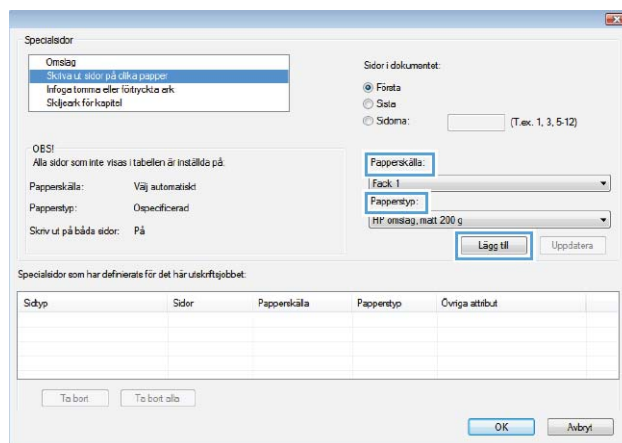 Specialsidor
Omslag
Skriva ut sidor på olika papper
Infoga tomma eller förtryckta ark
Skiljeark för kapitel
Sidor i dokumentet:
Första
Sista
Sidorna:
(T.ex. 1, 3, 5-12)
OBS!
Alla sidor som inte visas i tabellen är inställda på:
Papperskälla: Välj automatiskt
Papperstyp: Ospecificerad
Skriv ut på båda sidor: På
Papperskälla:
Fack 1
Papperstyp:
HP omslag, matt 200 g
Lägg till Uppdatera
Specialsidor som har definierats för det här utskriftsjobbet:
Sidtyp Sidor Papperskälla Papperstyp Övriga attribut
Ta bort Ta bort alla
OK Avbryt